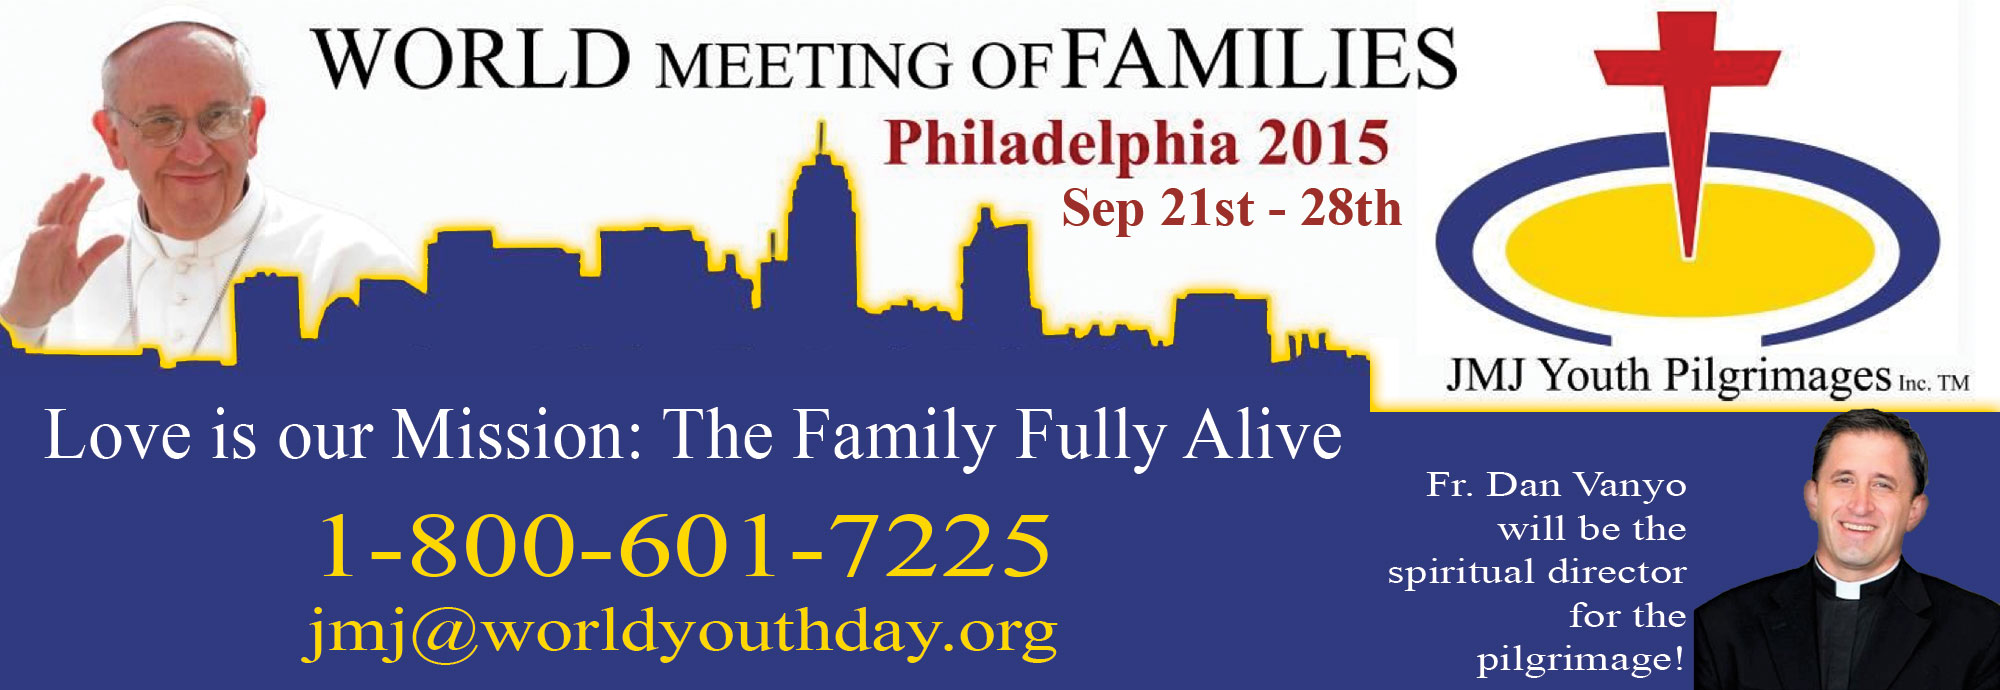 WORLD MEETING OF FAMILIES
Philadelphia 2015
Sep 21st - 28th
JMJ Youth Pilgrimages Inc. TM
Love is our Mission: The Family Fully Alive
1-800-601-7225
jmj@worldyouthday.org
Fr. Dan Vanyo
will be the
spiritual director
for the
pilgrimage!